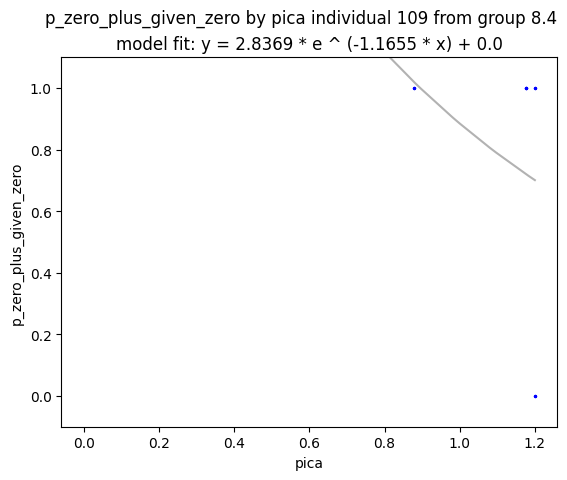 p_zero_plus_given_zero by pica individual 109 from group 8.4
model fit: y = 2.8369 * e ^ (-1.1655 * x) + 0.0
p_zero_plus_given_zero
1.0
0.8
0.6
0.4
0.2
0.0
0.0 0.2 0.4 0.6 0.8 1.0 1.2
pica